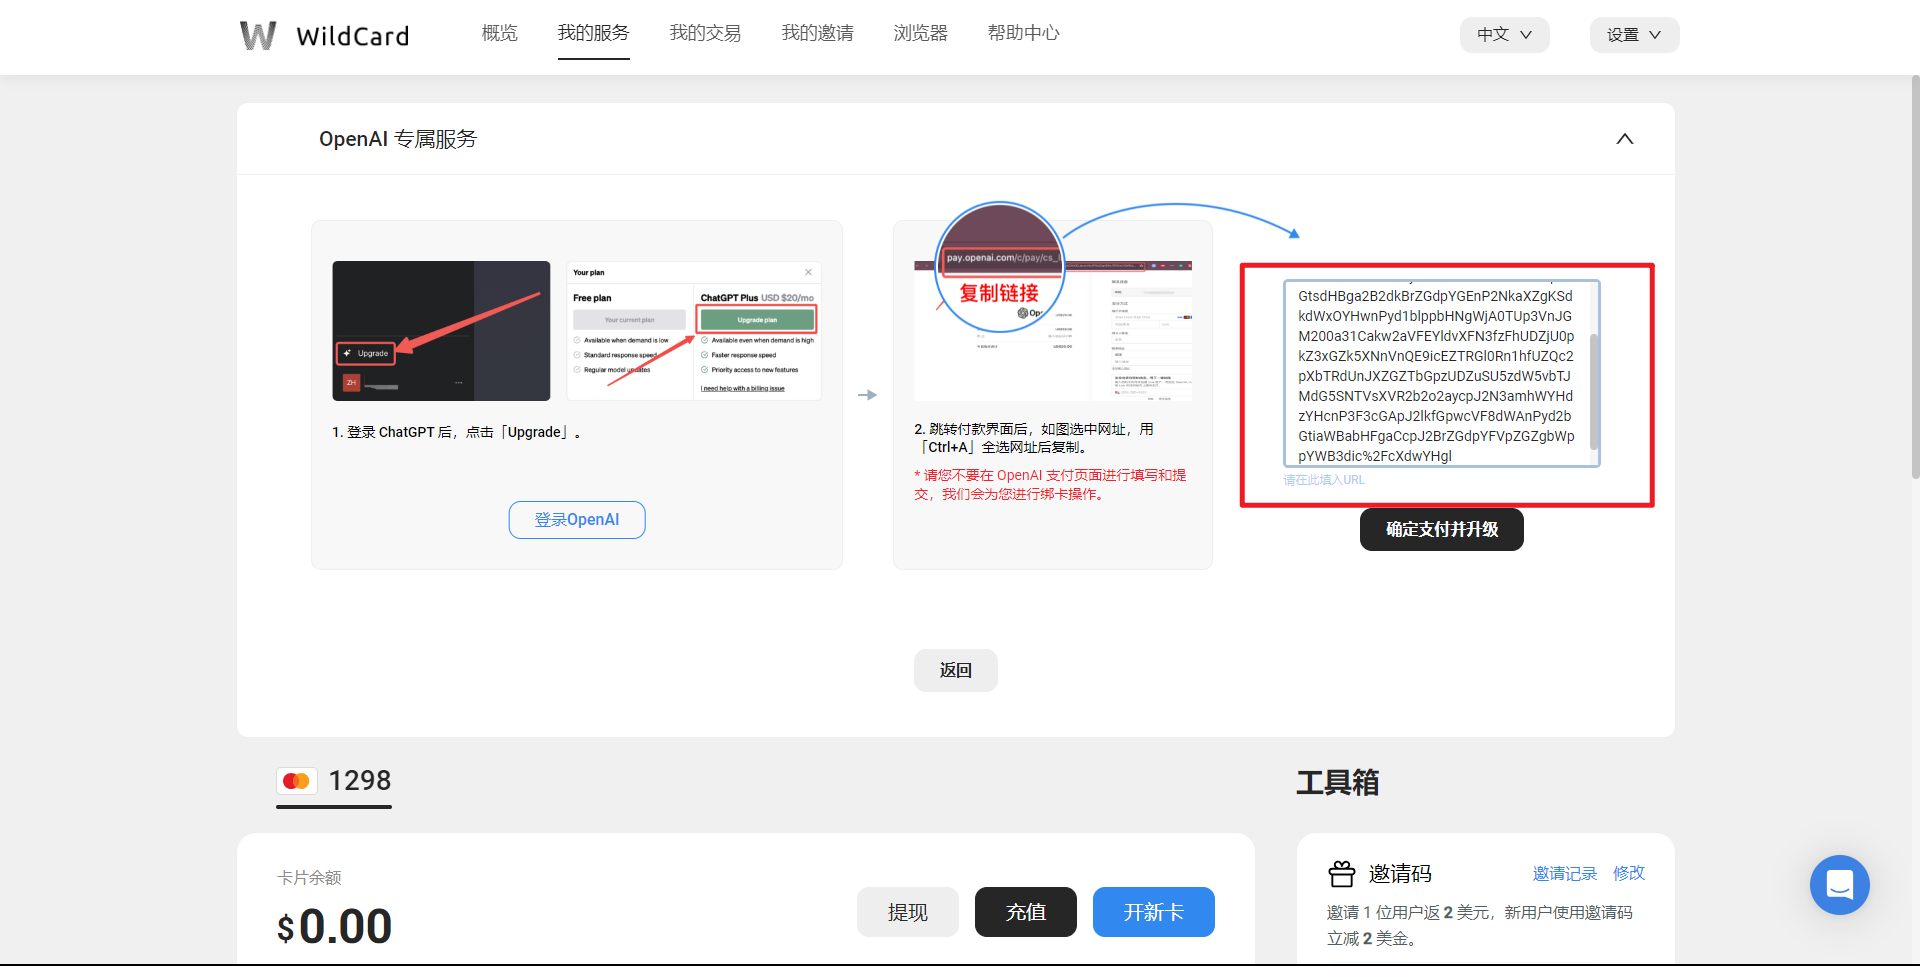 WildCard
概览
我的服务
我的交易
我的邀请
浏览器
帮助中心
中文
设置
OpenAI 专属服务
Upgrade
ZH
Your plan
Free plan
ChatGPT Plus USD $20/mo
Your current plan
Upgrade plan
Available when demand is low
Available even when demand is high
Standard response speed
Faster response speed
Regular model updates
Priority access to new features
I need help with a billing issue
1. 登录 ChatGPT 后，点击「Upgrade」。
登录OpenAI
pay.openai.com/c/pay/cs_l
复制链接
2. 跳转付款界面后，如图选中网址，用
「Ctrl+A」全选网址后复制。
* 请您不要在 OpenAI 支付页面进行填写和提
交，我们会为您进行绑卡操作。
GtsdHBga2B2dkBrZGdpYGEnP2NkaXZgKSd
kdWxOYHwnPyd1blppbHNgWjA0TUp3VnJG
M200a31Cakw2aVFEYldvXFN3fzFhUDZjU0p
kZ3xGZk5XNnVnQE9icEZTRGl0Rn1hfUZQc2
pXbTRdUnJXZGZTbGpzUDZuSU5zdW5vbTJ
MdG5SNTVsXVR2b2o2aycpJ2N3amhWYHd
zYHcnP3F3cGApJ2lkfGpwcVF8dWAnPyd2b
GtiaWBabHFgaCcpJ2BrZGdpYFVpZGZgbWp
pYWB3dic%2FcXdwYHgl
请在此填入URL
确定支付并升级
返回
1298
工具箱
卡片余额
$0.00
提现
充值
开新卡
邀请码
邀请记录
修改
邀请 1 位用户返 2 美元，新用户使用邀请码
立减 2 美金。